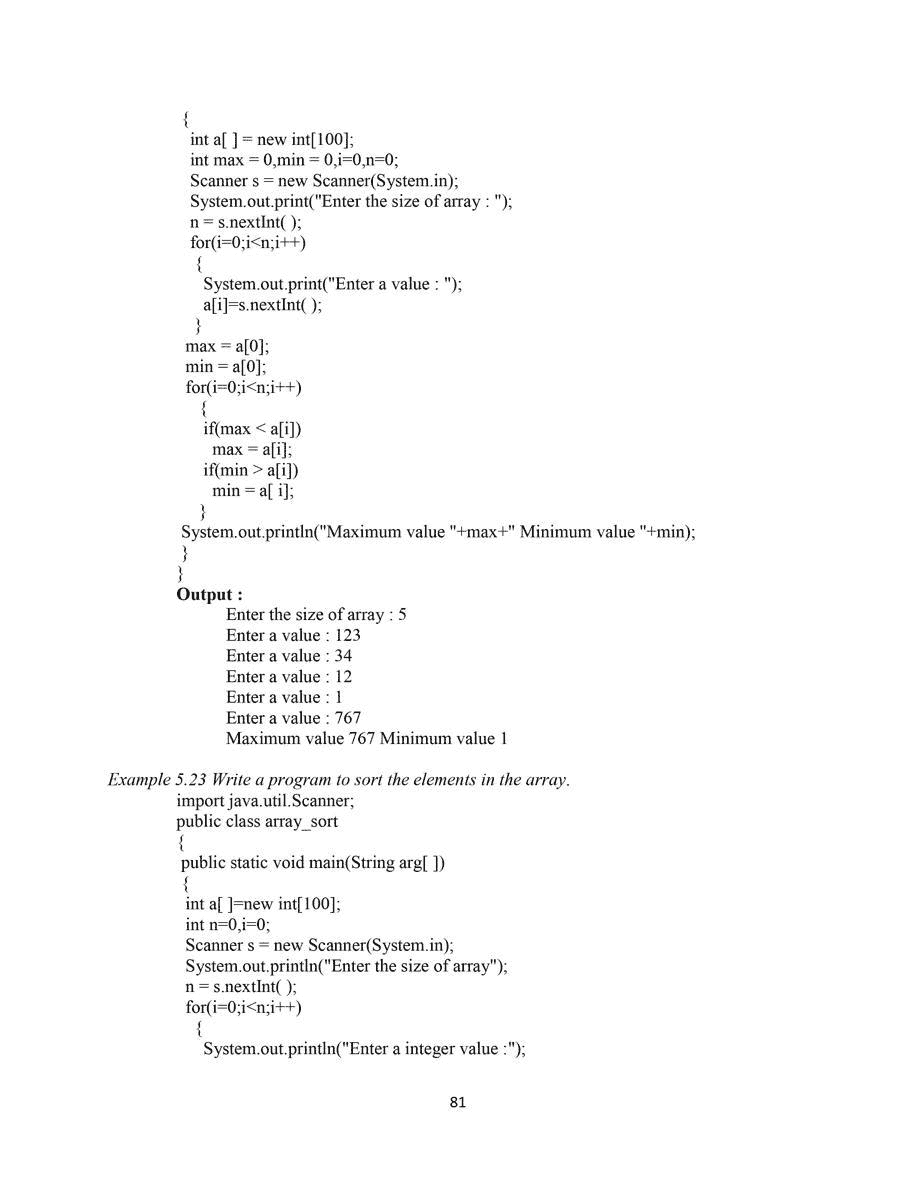 {
int a[ ] = new int[100];
int max = 0,min = 0,i=0,n=0;
Scanner s = new Scanner(System.in);
System.out.print("Enter the size of array : ");
n = s.nextInt( );
for(i=0;i<n;i++)
{
System.out.print("Enter a value : ");
a[i]=s.nextInt( );
}
max = a[0];
min = a[0];
for(i=0;i<n;i++)
{
if(max < a[i])
max = a[i];
if(min > a[i])
min = a[ i];
}
System.out.println("Maximum value "+max+" Minimum value "+min);
}
}
Output :
Enter the size of array : 5
Enter a value : 123
Enter a value : 34
Enter a value : 12
Enter a value : 1
Enter a value : 767
Maximum value 767 Minimum value 1
Example 5.23 Write a program to sort the elements in the array.
import java.util.Scanner;
public class array_sort
{
public static void main(String arg[ ])
{
int a[ ]=new int[100];
int n=0,i=0;
Scanner s = new Scanner(System.in);
System.out.println("Enter the size of array");
n = s.nextInt( );
for(i=0;i<n;i++)
{
System.out.println("Enter a integer value :");
81